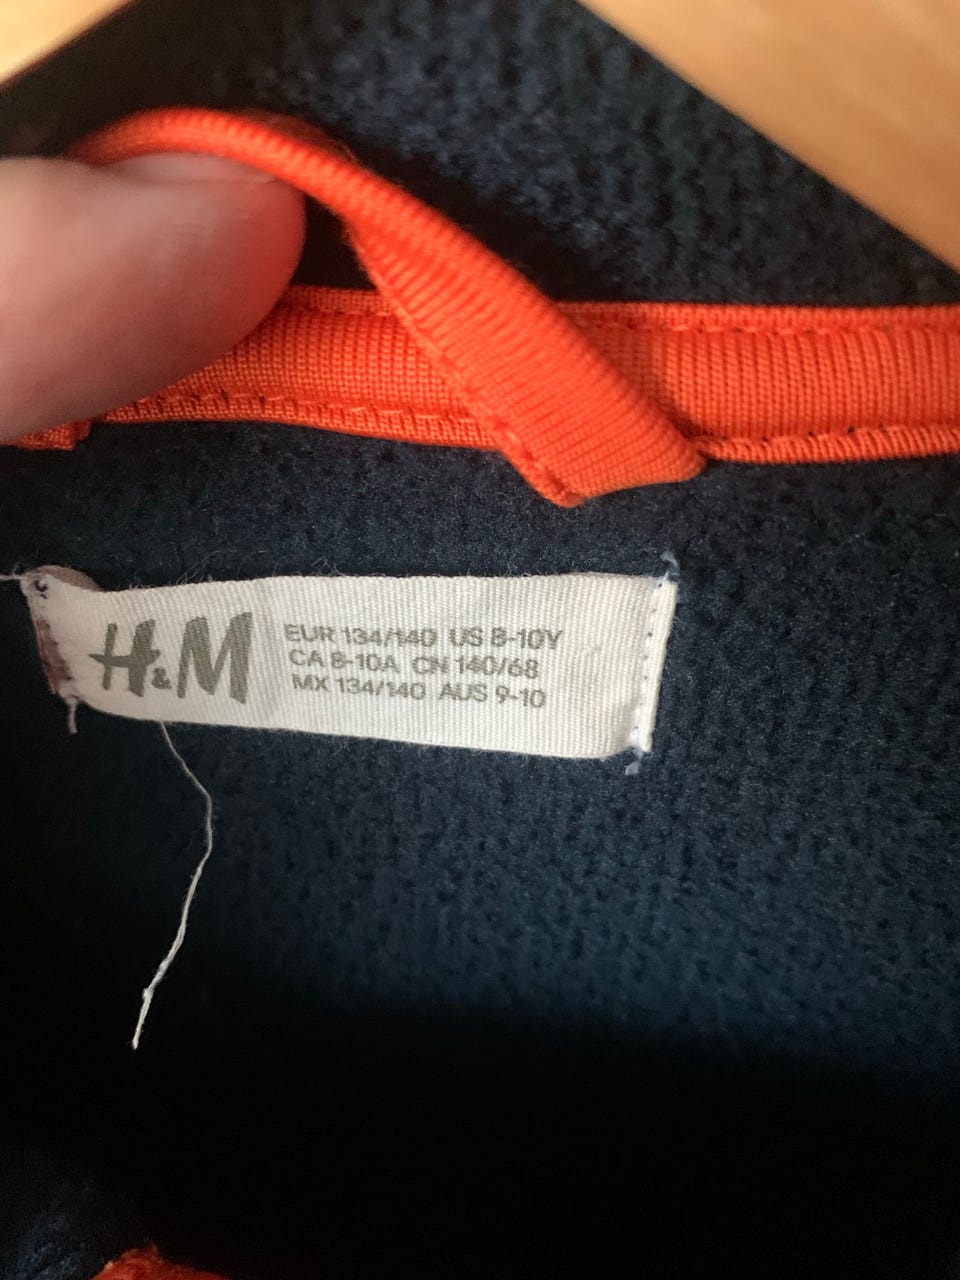 H&M
EUR 134/140 US 8-10Y
CA 8-10A CN 140/68
MX 134/140 AUS 9-10